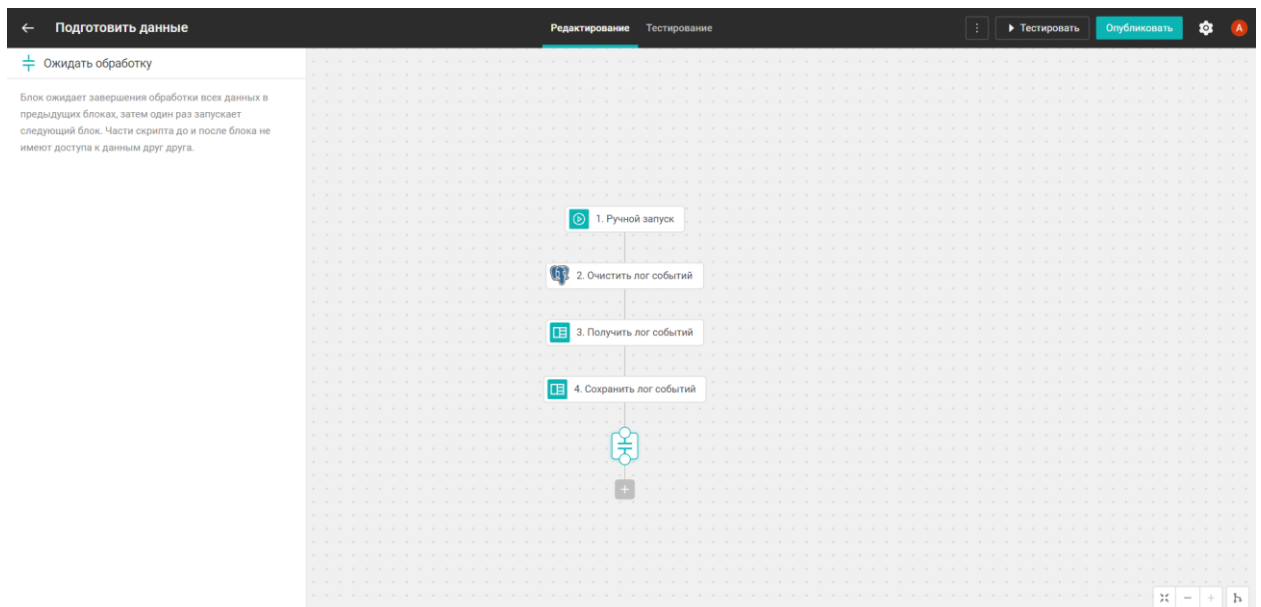 Подготовить данные
Редактирование
Тестирование
Тестировать
Опубликовать
A
Ожидать обработку
Блок ожидает завершения обработки всех данных в
предыдущих блоках, затем один раз запускает
следующий блок. Части скрипта до и после блока не
имеют доступа к данным друг друга.
1. Ручной запуск
2. Очистить лог событий
3. Получить лог событий
4. Сохранить лог событий